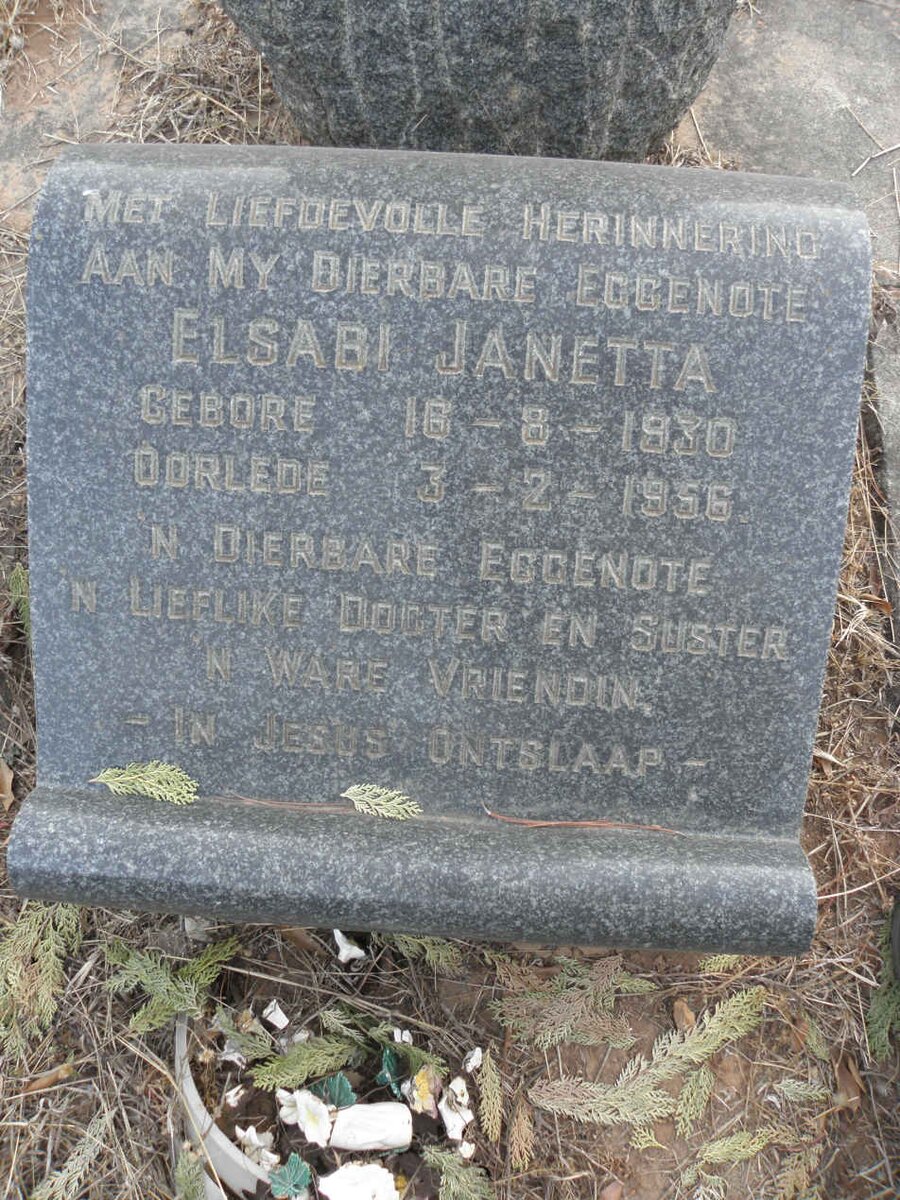 MET LIEFDEVOLLE HERINNERING
AAN MY DIERBARE EGGENOTE
ELSABI JANETTA
GEBORE 16 - 8 - 1930
OORLEDE 3 - 2 - 1956
'N DIERBARE EGGENOTE
'N LIEFLIKE DOGTER EN SUSTER
'N WARE VRIENDIN.
- IN JESUS ONTSLAAP -